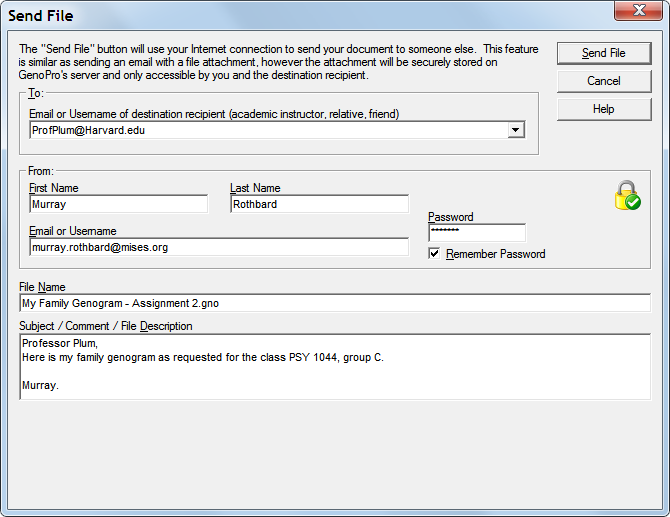 Send File
The "Send File" button will use your Internet connection to send your document to someone else. This feature
is similar as sending an email with a file attachment, however the attachment will be securely stored on
GenoPro's server and only accessible by you and the destination recipient.
Send File
Cancel
Help
To:
Email or Username of destination recipient (academic instructor, relative, friend)
ProfPlum@Harvard.edu
From:
First Name
Last Name
Murray
Rothbard
Email or Username
Password
murray.rothbard@mises.org
*******
Remember Password
File Name
My Family Genogram - Assignment 2.gno
Subject / Comment / File Description
Professor Plum,
Here is my family genogram as requested for the class PSY 1044, group C.
Murray.